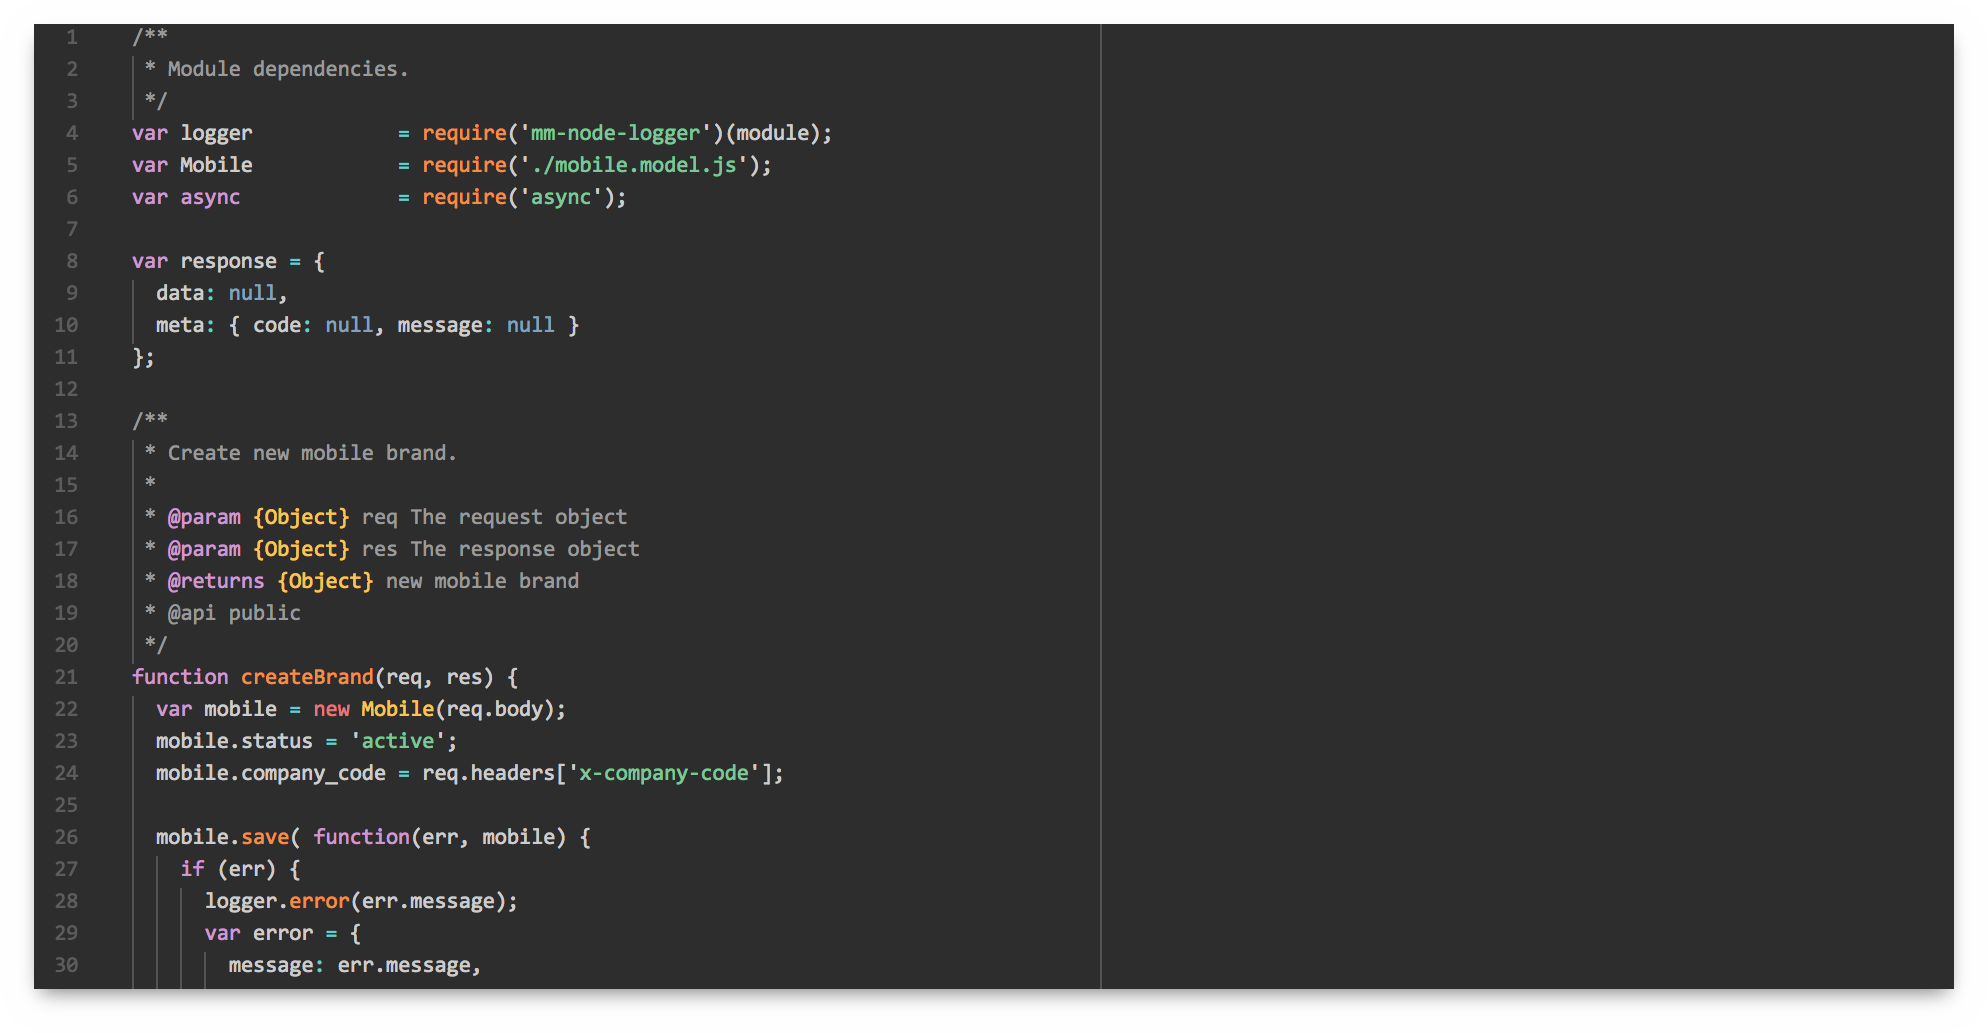 1 /**
2  * Module dependencies.
3  */
4 var logger            = require('mm-node-logger')(module);
5 var Mobile            = require('./mobile.model.js');
6 var async             = require('async');
7
8 var response = {
9   data: null,
10   meta: { code: null, message: null }
11 };
12
13 /**
14  * Create new mobile brand.
15  *
16  * @param {Object} req The request object
17  * @param {Object} res The response object
18  * @returns {Object} new mobile brand
19  * @api public
20  */
21 function createBrand(req, res) {
22   var mobile = new Mobile(req.body);
23   mobile.status = 'active';
24   mobile.company_code = req.headers['x-company-code'];
25
26   mobile.save( function(err, mobile) {
27     if (err) {
28       logger.error(err.message);
29       var error = {
30         message: err.message,